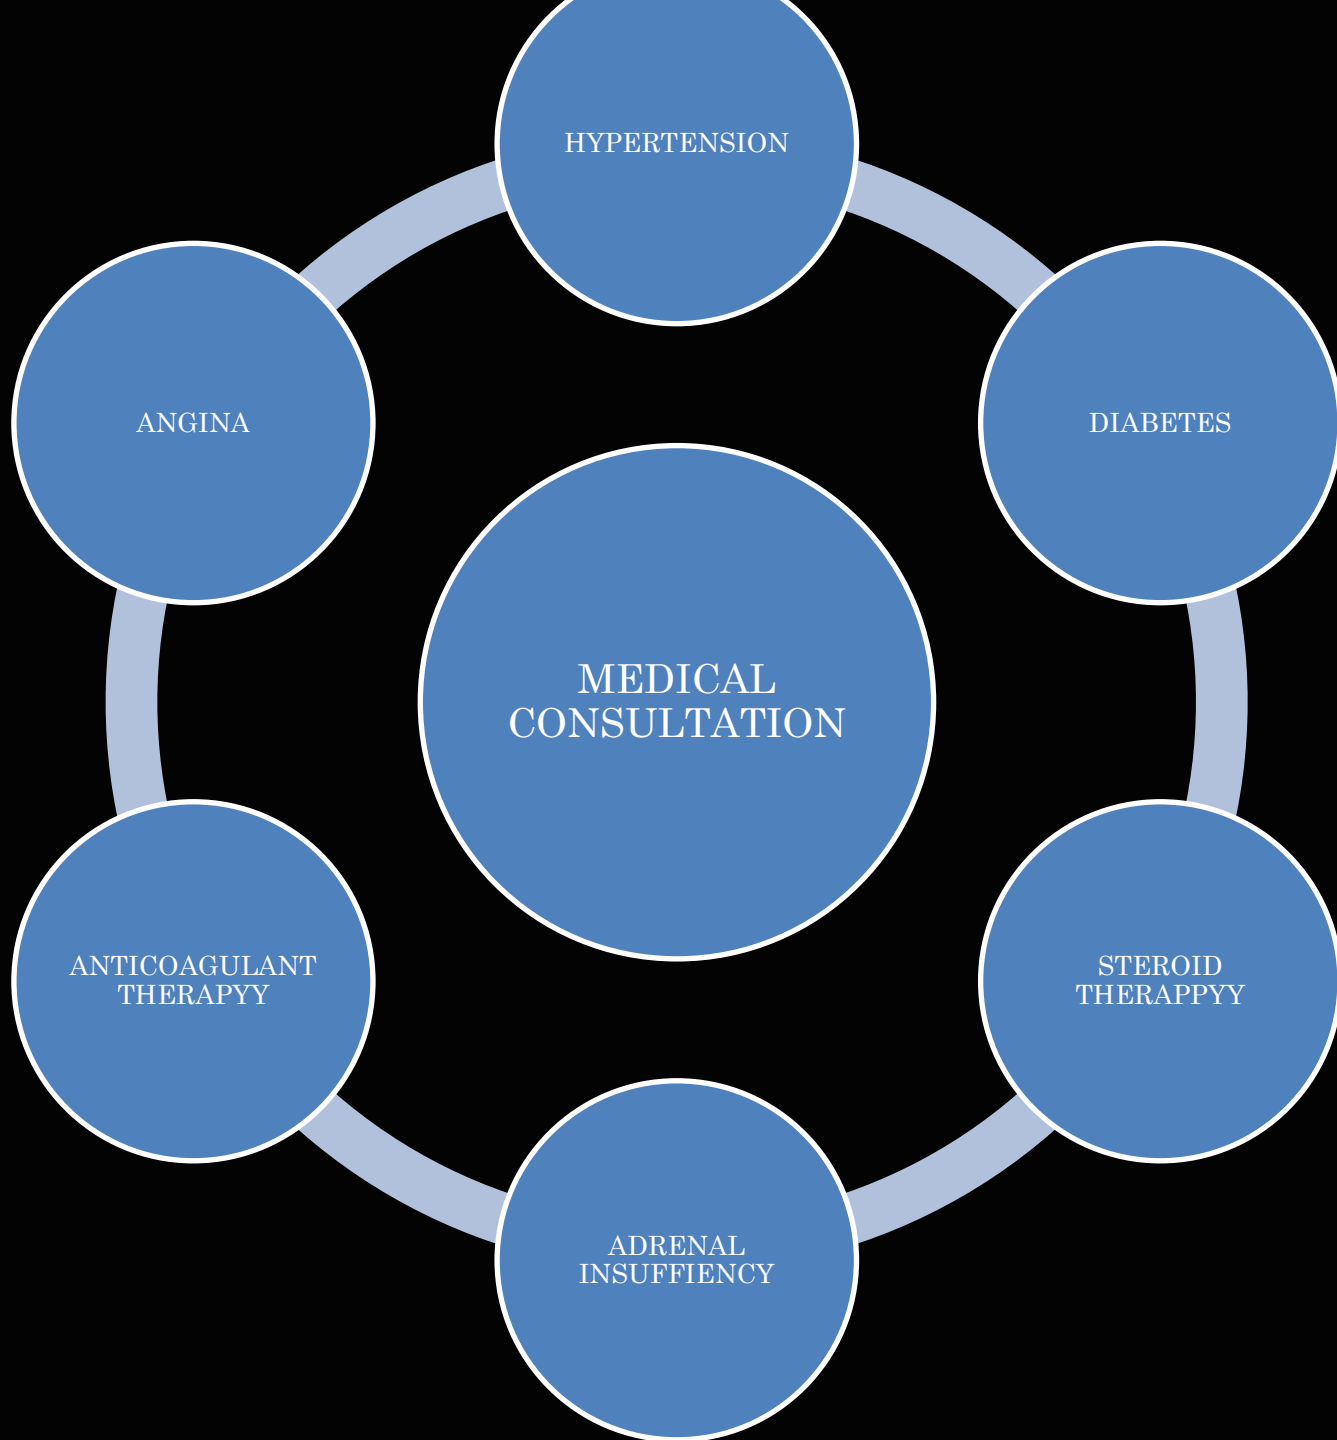 HYPERTENSION
ANGINA
DIABETES
MEDICAL
CONSULTATION
ANTICOAGULANT
THERAPYY
STEROID
THERAPPYY
ADRENAL
INSUFFIENCY